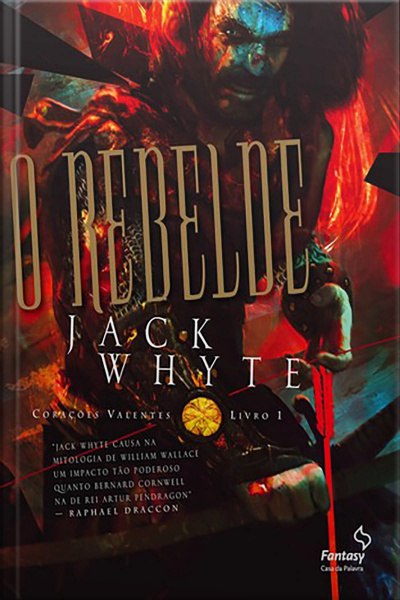 O REBELDE
JACK
WHYTE
CORAÇÕES VALENTES LIVRO 1
"JACK WHYTE CAUSA NA
MITOLOGIA DE WILLIAM WALLACE
UM IMPACTO TÃO PODEROSO
QUANTO BERNARD CORNWELL
NA DE REI ARTUR PENDRAGON"
— RAPHAEL DRACCON
Fantasy
Casa da Palavra